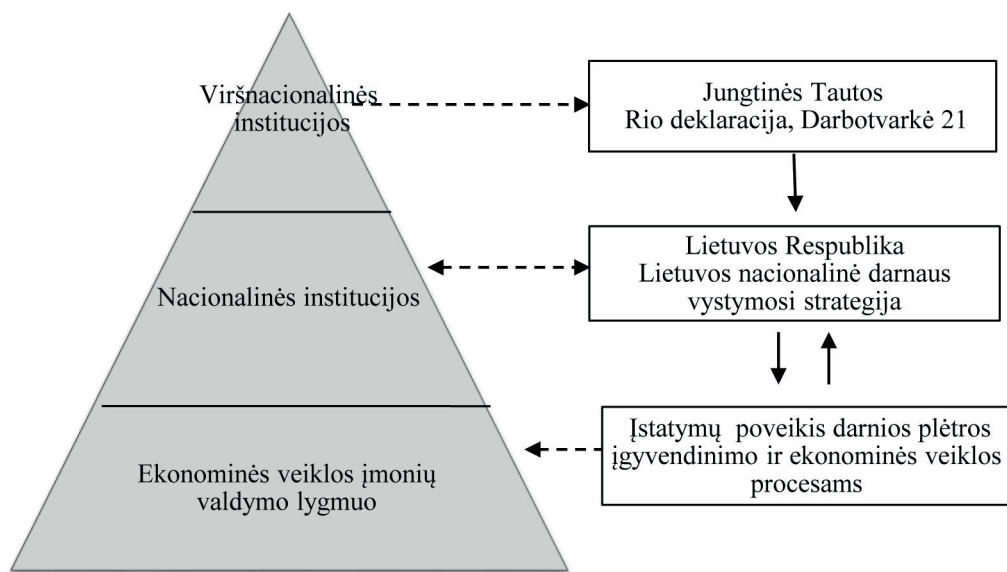 Viršnacionalinės
institucijos
Jungtinės Tautos
Rio deklaracija, Darbotvarkė 21
Nacionalinės institucijos
Lietuvos Respublika
Lietuvos nacionalinė darnaus
vystymosi strategija
Ekonominės veiklos įmonių
valdymo lygmuo
Įstatymų poveikis darnios plėtros
įgyvendinimo ir ekonominės veiklos
procesams